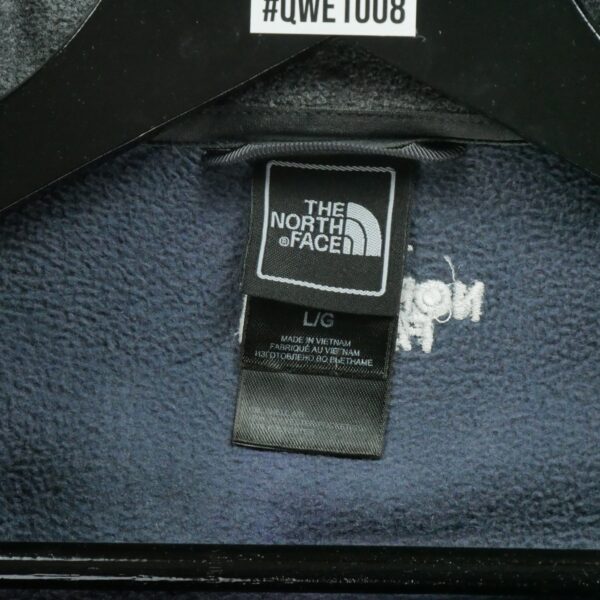 #QWE1008
THE
NORTH
®FACE
L/G
MADE IN VIETNAM
FABRIQUÉ AU VIETNAM
ИЗГОТОВЛЕНО ВО ВЬЕТНАМЕ